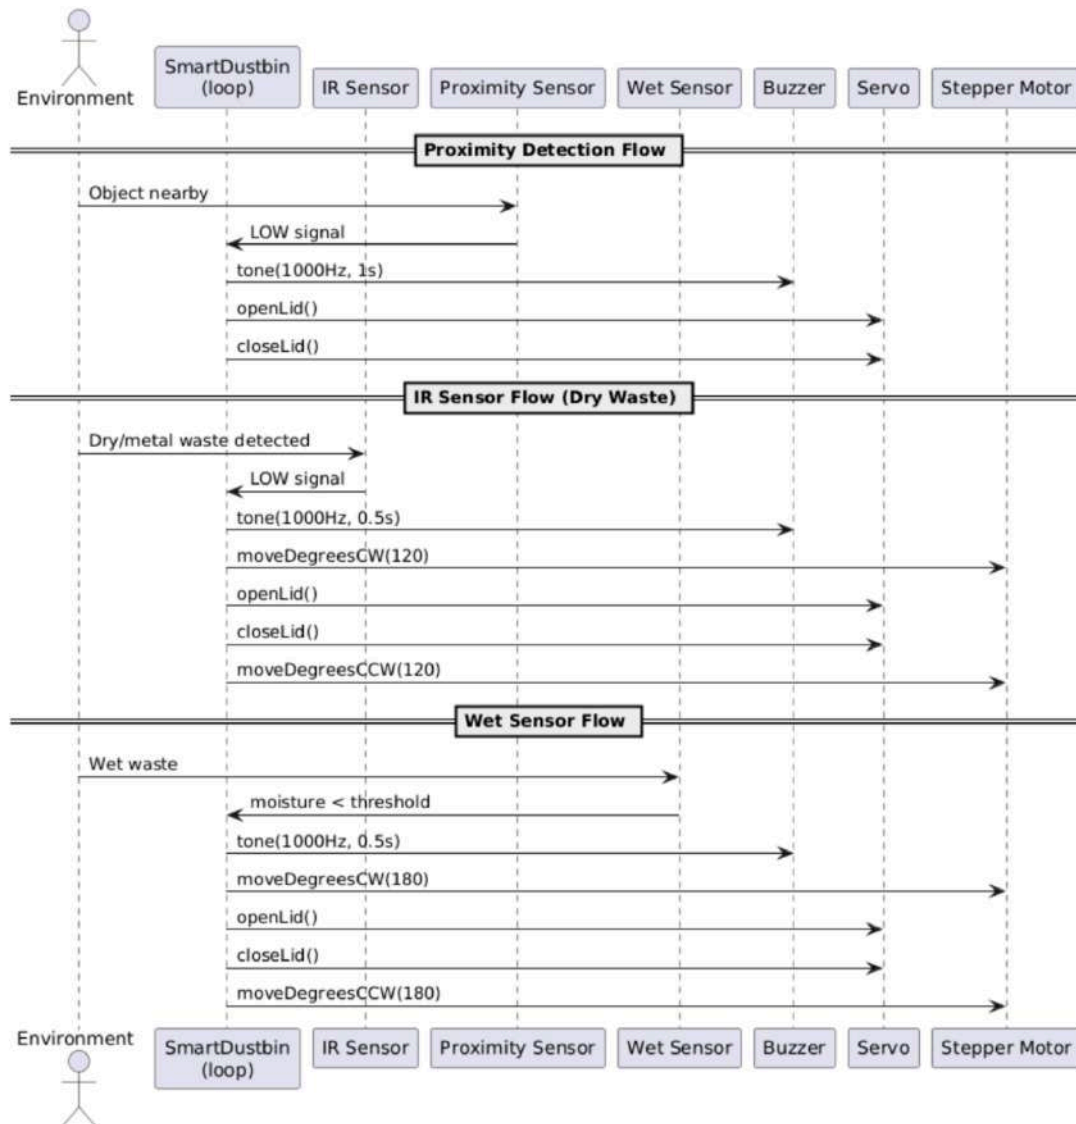 Environment
SmartDustbin
(loop)
IR Sensor
Proximity Sensor
Wet Sensor
Buzzer
Servo
Stepper Motor
Proximity Detection Flow
Object nearby
LOW signal
tone(1000Hz, 1s)
openLid()
closeLid()
IR Sensor Flow (Dry Waste)
Dry/metal waste detected
LOW signal
tone(1000Hz, 0.5s)
moveDegreesCW(120)
openLid()
closeLid()
moveDegreesCCW(120)
Wet Sensor Flow
Wet waste
moisture < threshold
tone(1000Hz, 0.5s)
moveDegreesCW(180)
openLid()
closeLid()
moveDegreesCCW(180)
Environment
SmartDustbin
(loop)
IR Sensor
Proximity Sensor
Wet Sensor
Buzzer
Servo
Stepper Motor